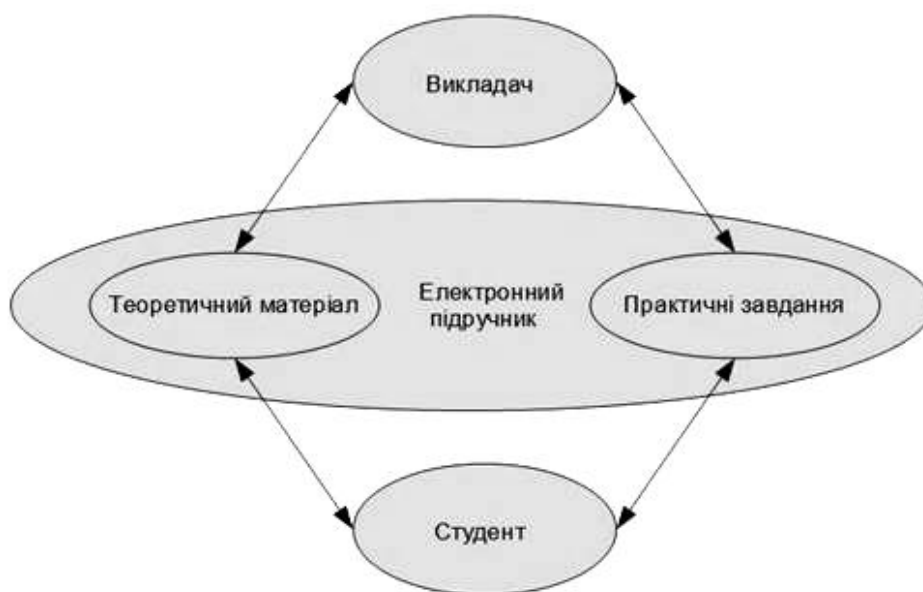 Викладач
Теоретичний матеріал
Електронний
підручник
Практичні завдання
Студент